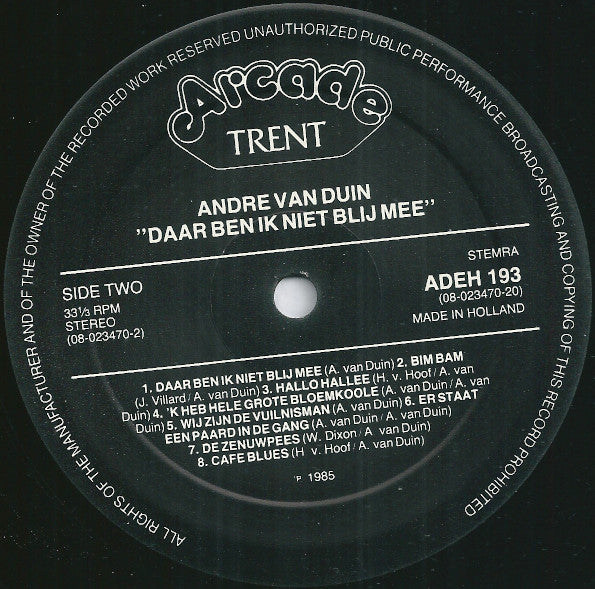 ALL RIGHTS OF THE MANUFACTURER AND OF THE OWNER OF THE RECORDED WORK RESERVED UNAUTHORIZED PUBLIC PERFORMANCE BROADCASTING AND COPYING OF THIS RECORD PROHIBITED
Arcade
TRENT
ANDRE VAN DUIN
"DAAR BEN IK NIET BLIJ MEE"
SIDE TWO
33⅓ RPM
STEREO
(08-023470-2)
STEMRA
ADEH 193
(08-023470-20)
MADE IN HOLLAND
1. DAAR BEN IK NIET BLIJ MEE (A. van Duin) 2. BIM BAM
(J. Villard / A. van Duin) 3. HALLO HALLEE (H. v. Hoof / A. van
Duin) 4. 'K HEB HELE GROTE BLOEMKOOLE (A. van Duin / A. van
Duin) 5. WIJ ZIJN DE VUILNISMAN (A. van Duin) 6. ER STAAT
EEN PAARD IN DE GANG (A. van Duin / A. van Duin)
7. DE ZENUWPEES (W. Dixon / A. van Duin)
8. CAFE BLUES (H v. Hoof / A. van Duin)
℗ 1985